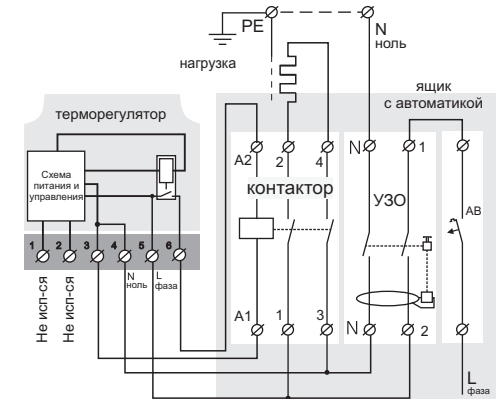 PE
N
ноль
нагрузка
ящик
с автоматикой
терморегулятор
A2
2
4
N
1
контактор
УЗО
АВ
Схема
питания и
управления
1
2
3
4
5
6
N
ноль
L
фаза
Не исп-ся
Не исп-ся
A1
1
3
N
2
L
фаза